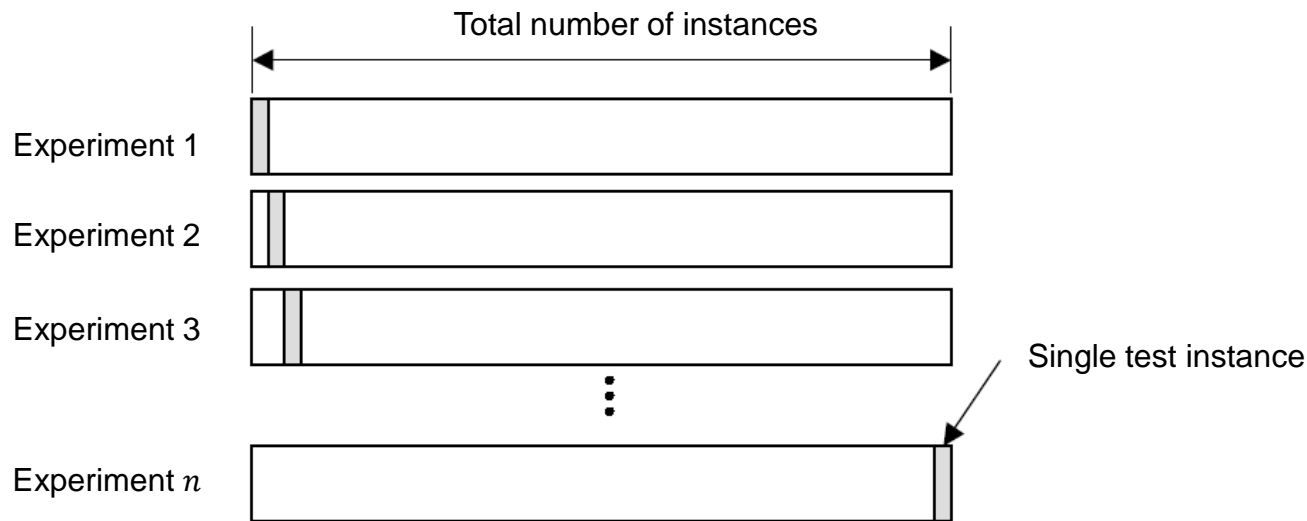 Total number of instances
Experiment 1
Experiment 2
Experiment 3
Single test instance
Experiment 𝑛